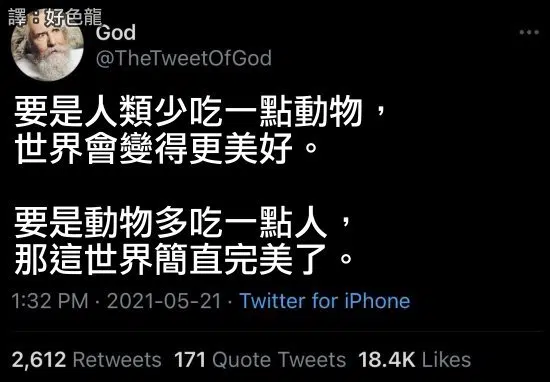 譯：好色龍
God
@TheTweetOfGod
要是人類少吃一點動物，
世界會變得更美好。
要是動物多吃一點人，
那這世界簡直完美了。
1:32 PM · 2021-05-21 · Twitter for iPhone
2,612 Retweets 171 Quote Tweets 18.4K Likes